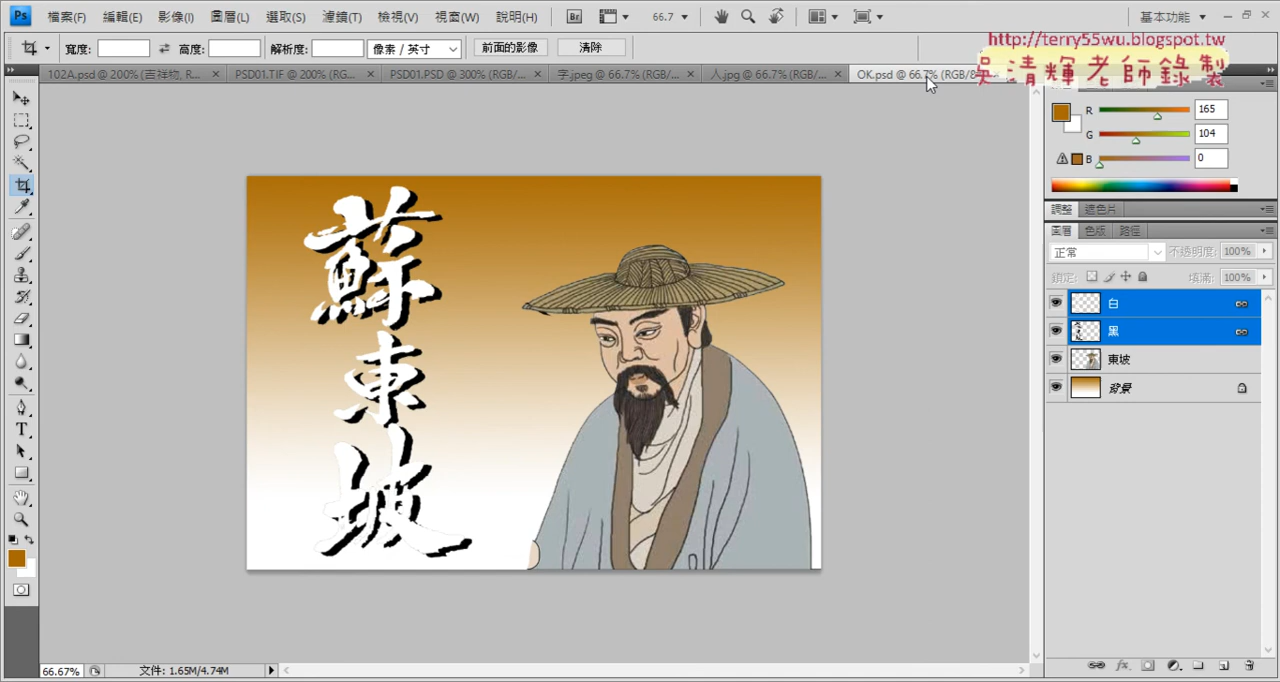 Ps 檔案(F) 編輯(E) 影像(I) 圖層(L) 選取(S) 濾鏡(T) 檢視(V) 視窗(W) 說明(H) Br 66.7 基本功能
http://terry55wu.blogspot.tw
寬度: 高度: 解析度: 像素 / 英寸 前面的影像 清除
吳清輝老師錄製
102A.psd @ 200% (吉祥物, R... PSD01.TIF @ 200% (RG... PSD01.PSD @ 300% (RGB/... 字.jpeg @ 66.7% (RGB/... 人.jpg @ 66.7% (RGB/... OK.psd @ 66.7% (RGB/8
R 165
G 104
B 0
調整 遮色片
圖層 色版 路徑
正常 不透明度: 100%
鎖定: 填滿: 100%
白
黑
東坡
背景
蘇東坡
T
66.67% 文件: 1.65M/4.74M